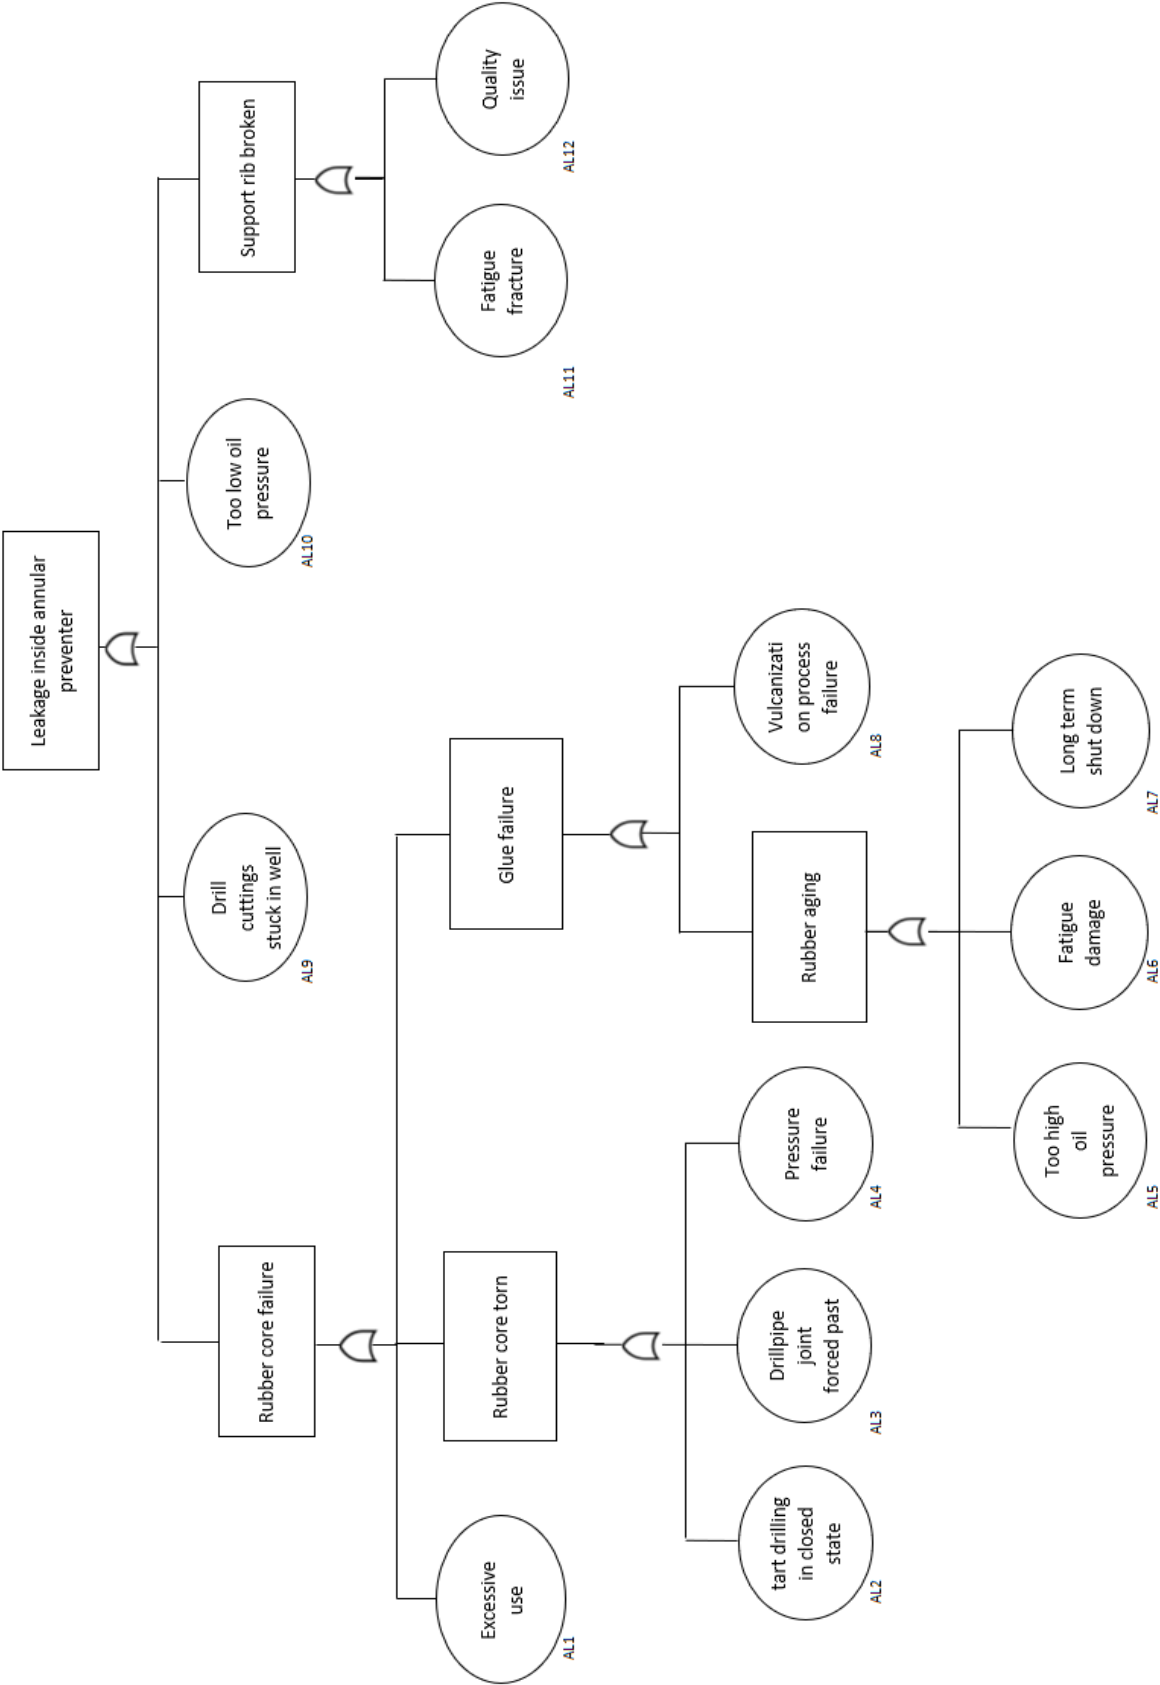 Leakage inside annular
preventer
Rubber core failure
Drill
cuttings
stuck in well
AL9
Too low oil
pressure
AL10
Support rib broken
Excessive
use
AL1
Rubber core torn
Glue failure
Fatigue
fracture
AL11
Quality
issue
AL12
tart drilling
in closed
state
AL2
Drillpipe
joint
forced past
AL3
Pressure
failure
AL4
Rubber aging
Vulcanizati
on process
failure
AL8
Too high
oil
pressure
AL5
Fatigue
damage
AL6
Long term
shut down
AL7